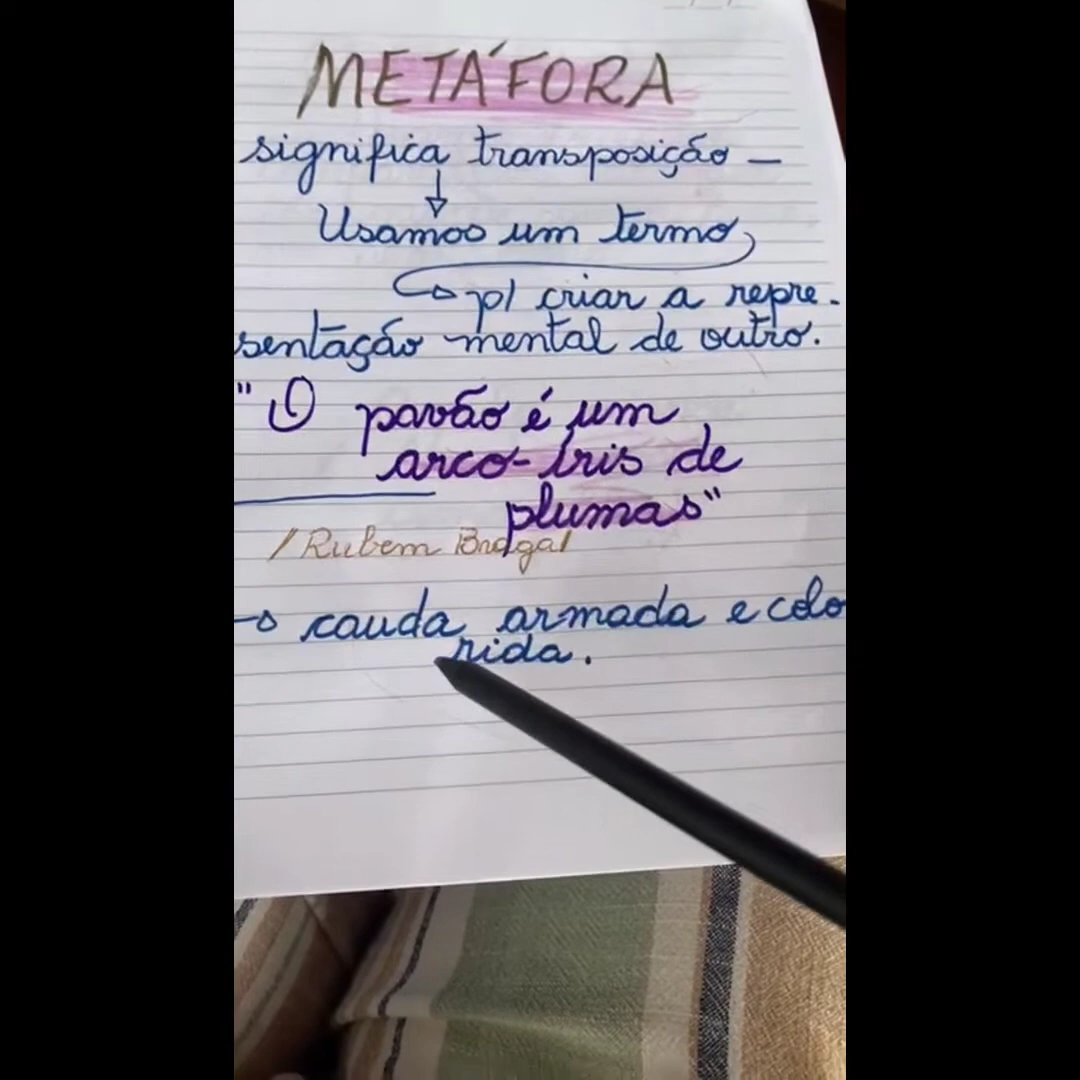 METÁFORA
significa transposição —
Usamos um termo,
p/ criar a repre-
sentação mental de outro.
"O pavão é um
arco-íris de
plumas"
/Rubem Braga/
→ cauda armada e colo
rida.